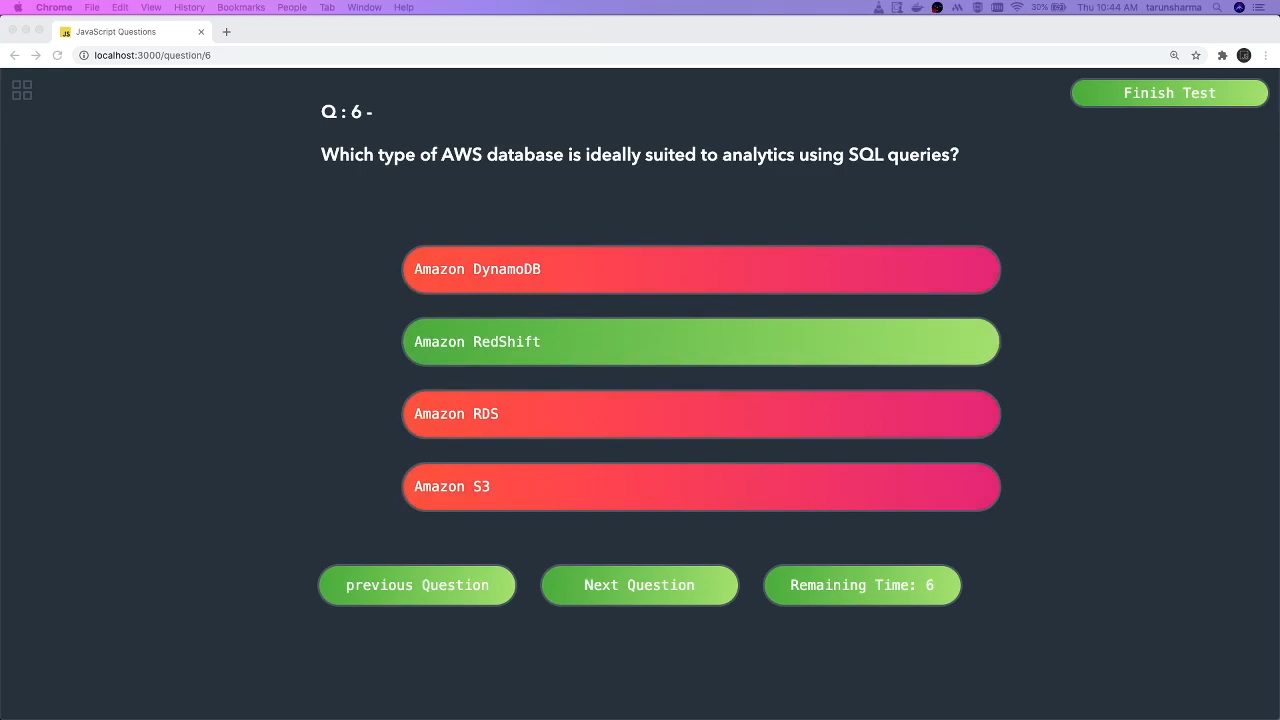 Chrome File Edit View History Bookmarks People Tab Window Help 30% Thu 10:44 AM tarunsharma
JS JavaScript Questions
localhost:3000/question/6
Finish Test
Q : 6 -
Which type of AWS database is ideally suited to analytics using SQL queries?
Amazon DynamoDB
Amazon RedShift
Amazon RDS
Amazon S3
previous Question Next Question Remaining Time: 6